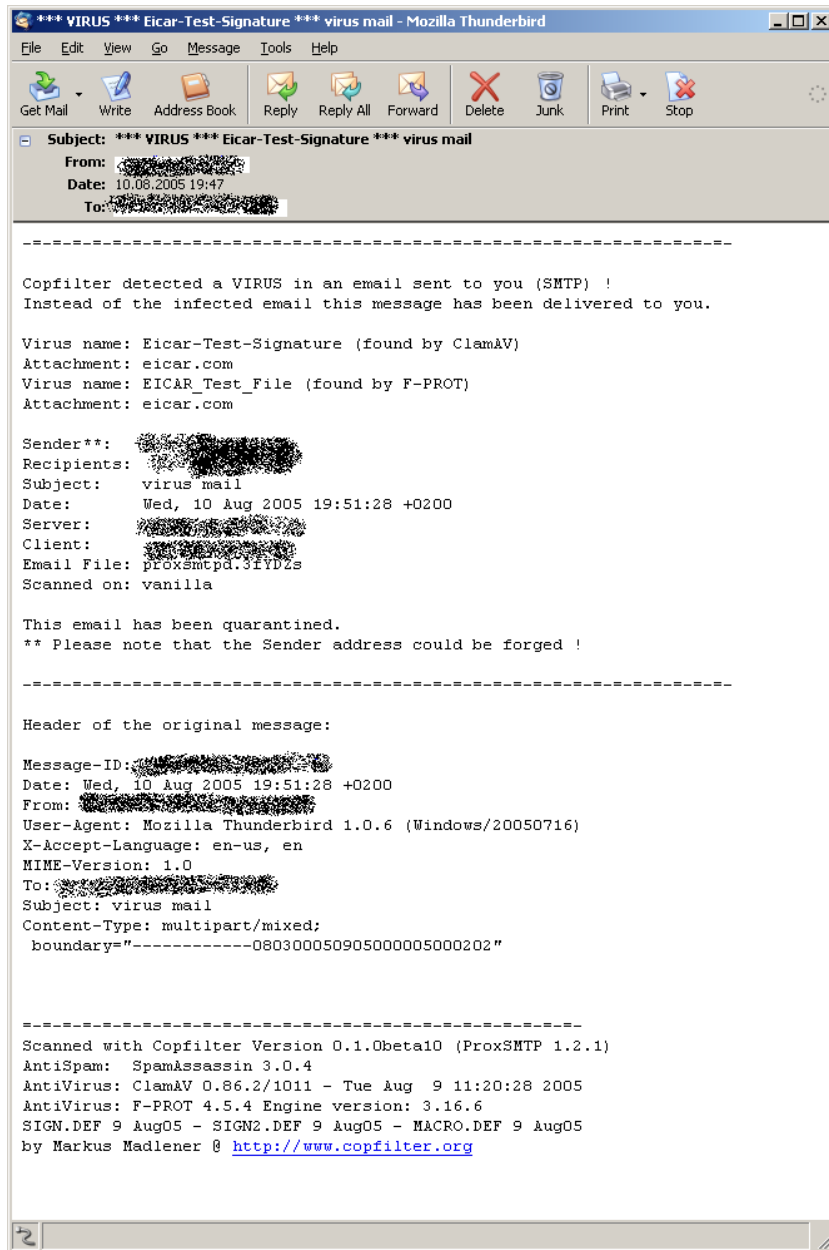 *** VIRUS *** Eicar-Test-Signature *** virus mail - Mozilla Thunderbird
File Edit View Go Message Tools Help
Get Mail Write Address Book Reply Reply All Forward Delete Junk Print Stop
Subject: *** VIRUS *** Eicar-Test-Signature *** virus mail
From:
Date: 10.08.2005 19:47
To:
-=-=-=-=-=-=-=-=-=-=-=-=-=-=-=-=-=-=-=-=-=-=-=-=-=-=-=-=-=-=-=-=-=-=-=-
Copfilter detected a VIRUS in an email sent to you (SMTP) !
Instead of the infected email this message has been delivered to you.
Virus name: Eicar-Test-Signature (found by ClamAV)
Attachment: eicar.com
Virus name: EICAR_Test_File (found by F-PROT)
Attachment: eicar.com
Sender**:
Recipients:
Subject: virus mail
Date: Wed, 10 Aug 2005 19:51:28 +0200
Server:
Client:
Email File: proxsmtpd.3fYDZs
Scanned on: vanilla
This email has been quarantined.
** Please note that the Sender address could be forged !
-=-=-=-=-=-=-=-=-=-=-=-=-=-=-=-=-=-=-=-=-=-=-=-=-=-=-=-=-=-=-=-=-=-=-=-
Header of the original message:
Message-ID:
Date: Wed, 10 Aug 2005 19:51:28 +0200
From:
User-Agent: Mozilla Thunderbird 1.0.6 (Windows/20050716)
X-Accept-Language: en-us, en
MIME-Version: 1.0
To:
Subject: virus mail
Content-Type: multipart/mixed;
boundary="------------080300050905000005000202"
=-=-=-=-=-=-=-=-=-=-=-=-=-=-=-=-=-=-=-=-=-=-=-=-=-=-=-=-
Scanned with Copfilter Version 0.1.0beta10 (ProxSMTP 1.2.1)
AntiSpam: SpamAssassin 3.0.4
AntiVirus: ClamAV 0.86.2/1011 - Tue Aug 9 11:20:28 2005
AntiVirus: F-PROT 4.5.4 Engine version: 3.16.6
SIGN.DEF 9 Aug05 - SIGN2.DEF 9 Aug05 - MACRO.DEF 9 Aug05
by Markus Madlener @ http://www.copfilter.org